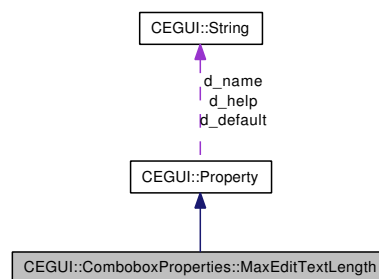 CEGUI::String
d_name
d_help
d_default
CEGUI::Property
CEGUI::ComboboxProperties::MaxEditTextLength